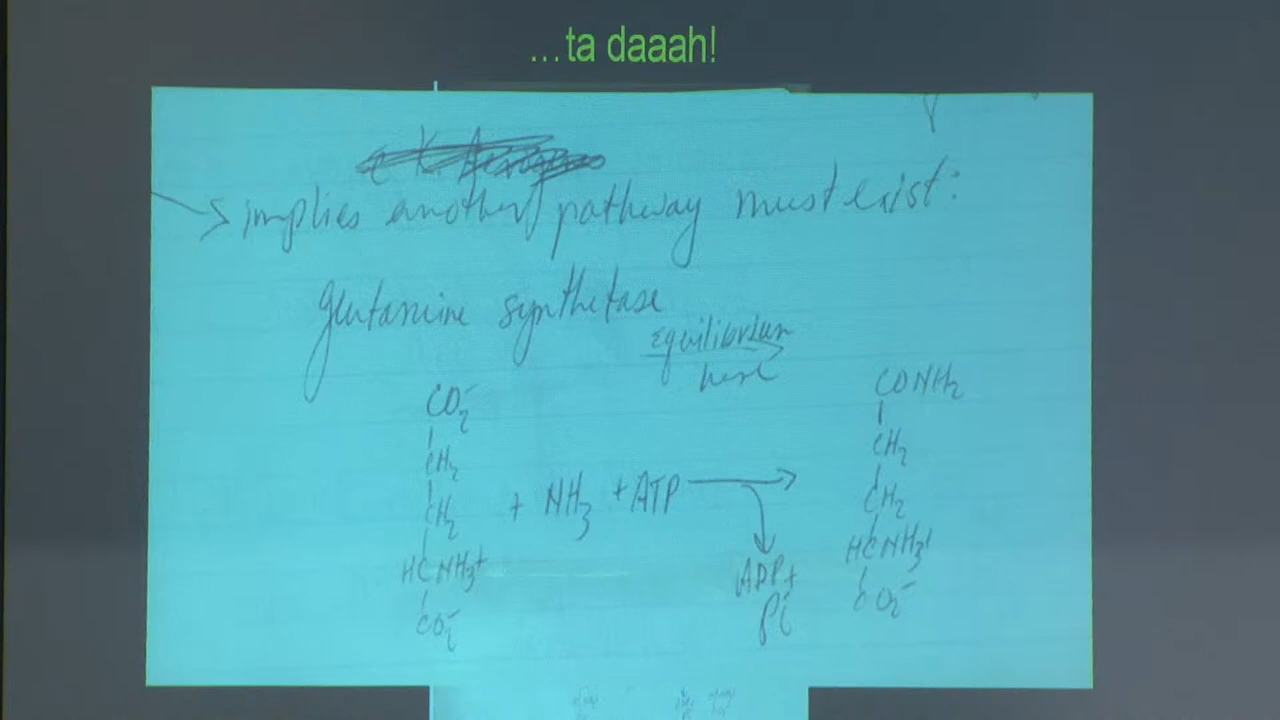 ...ta daaah!
implies another pathway must exist:
glutamine synthetase
equilibrium
here
CO2-
CH2
CH2
HCNH3+
CO2-
+ NH3 + ATP
ADP+
Pi
CONH2
CH2
CH2
HCNH3+
CO2-